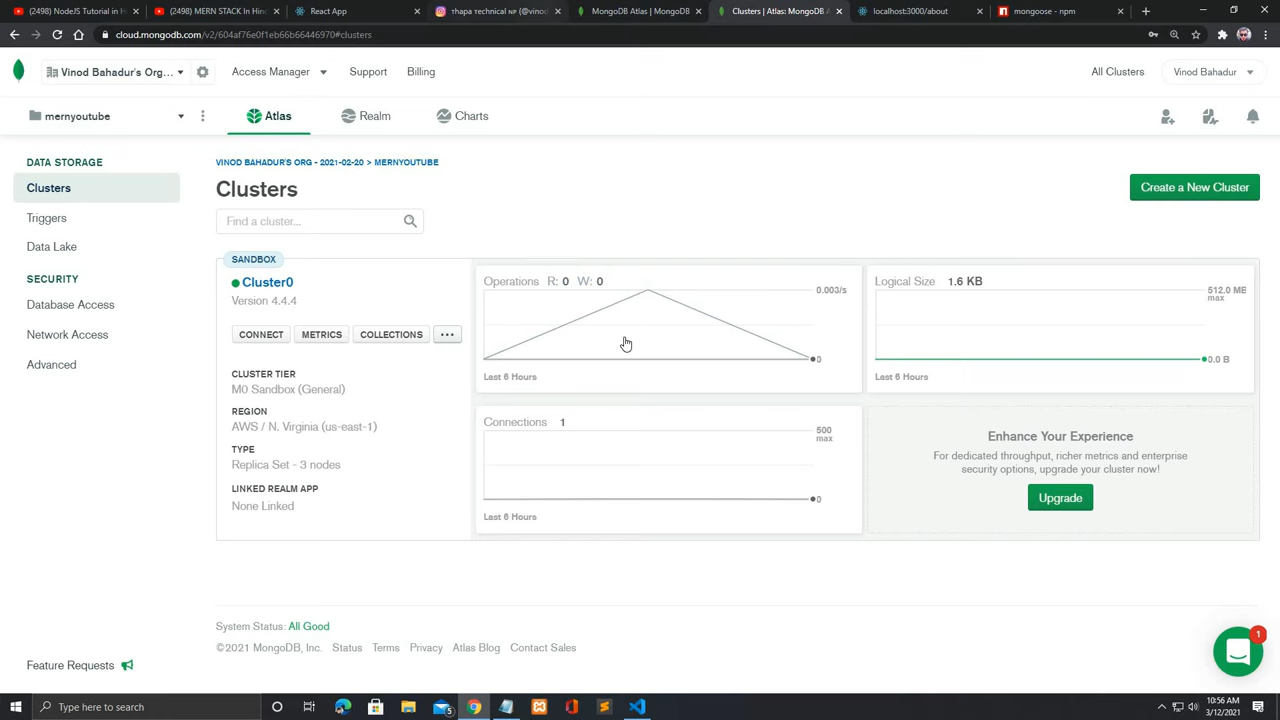 (2498) NodeJS Tutorial in H
(2498) MERN STACK In Hind
React App
thapa technical NP (@vinod
MongoDB Atlas | MongoDB
Clusters | Atlas: MongoDB A
localhost:3000/about
mongoose - npm
cloud.mongodb.com/v2/604af76e0f1eb66b66446970#clusters
Vinod Bahadur's Org...
Access Manager
Support
Billing
All Clusters
Vinod Bahadur
mernyoutube
Atlas
Realm
Charts
DATA STORAGE
Clusters
Triggers
Data Lake
SECURITY
Database Access
Network Access
Advanced
VINOD BAHADUR'S ORG - 2021-02-20 > MERNYOUTUBE
Clusters
Create a New Cluster
Find a cluster...
SANDBOX
Cluster0
Version 4.4.4
CONNECT
METRICS
COLLECTIONS
...
CLUSTER TIER
M0 Sandbox (General)
REGION
AWS / N. Virginia (us-east-1)
TYPE
Replica Set - 3 nodes
LINKED REALM APP
None Linked
Operations R: 0 W: 0
0.003/s
0
Last 6 Hours
Logical Size 1.6 KB
512.0 MB
max
0.0 B
Last 6 Hours
Connections 1
500
max
0
Last 6 Hours
Enhance Your Experience
For dedicated throughput, richer metrics and enterprise
security options, upgrade your cluster now!
Upgrade
System Status: All Good
©2021 MongoDB, Inc. Status Terms Privacy Atlas Blog Contact Sales
Feature Requests
1
Type here to search
5
10:56 AM
3/12/2021